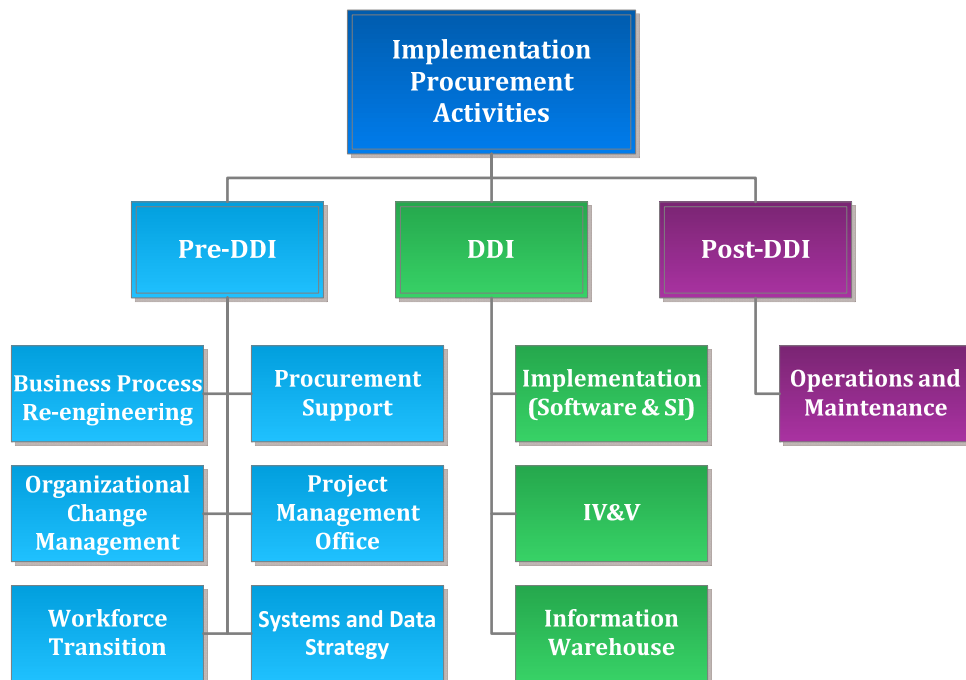 Implementation
Procurement
Activities
Pre-DDI
DDI
Post-DDI
Business Process
Re-engineering
Procurement
Support
Implementation
(Software & SI)
Operations and
Maintenance
Organizational
Change
Management
Project
Management
Office
IV&V
Workforce
Transition
Systems and Data
Strategy
Information
Warehouse